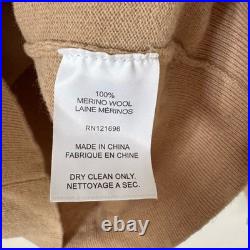 100%
MERINO WOOL
LAINE MÉRINOS
RN121696
MADE IN CHINA
FABRIQUÉ EN CHINE
DRY CLEAN ONLY.
NETTOYAGE A SEC.